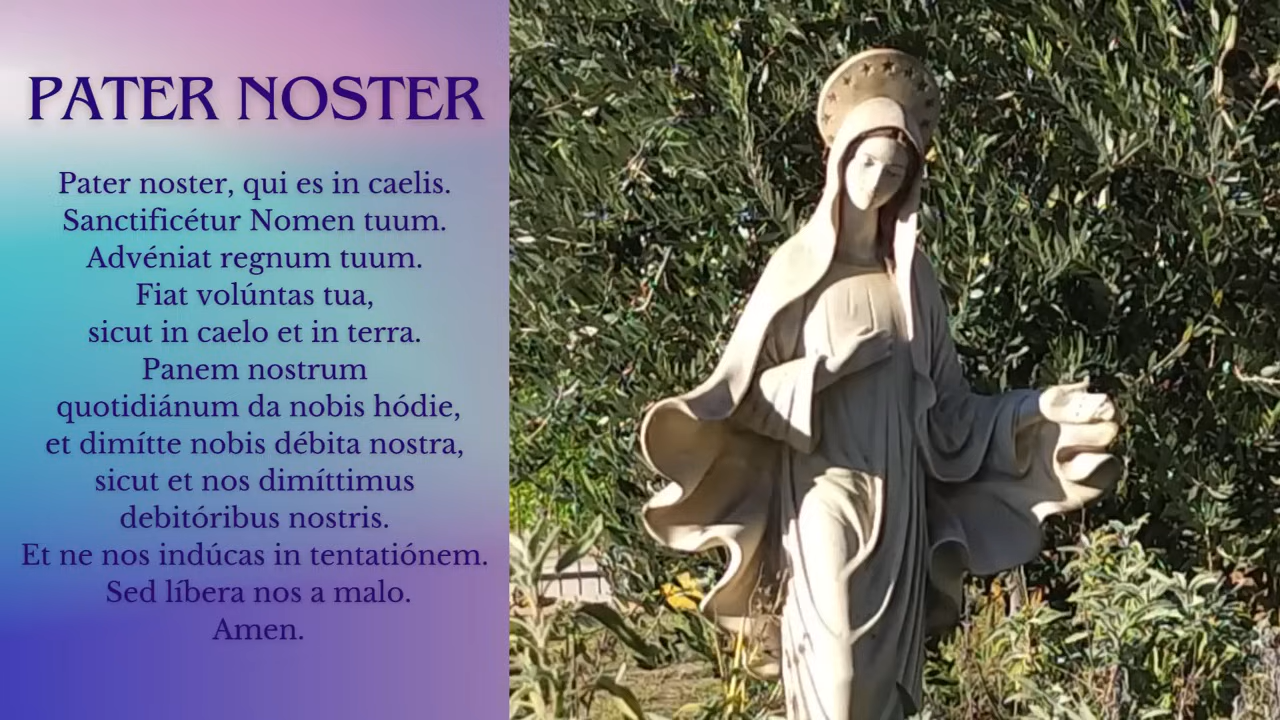 PATER NOSTER
Pater noster, qui es in caelis.
Sanctificétur Nomen tuum.
Advéniat regnum tuum.
Fiat volúntas tua,
sicut in caelo et in terra.
Panem nostrum
quotidiánum da nobis hódie,
et dimítte nobis débita nostra,
sicut et nos dimíttimus
debitóribus nostris.
Et ne nos indúcas in tentatiónem.
Sed líbera nos a malo.
Amen.